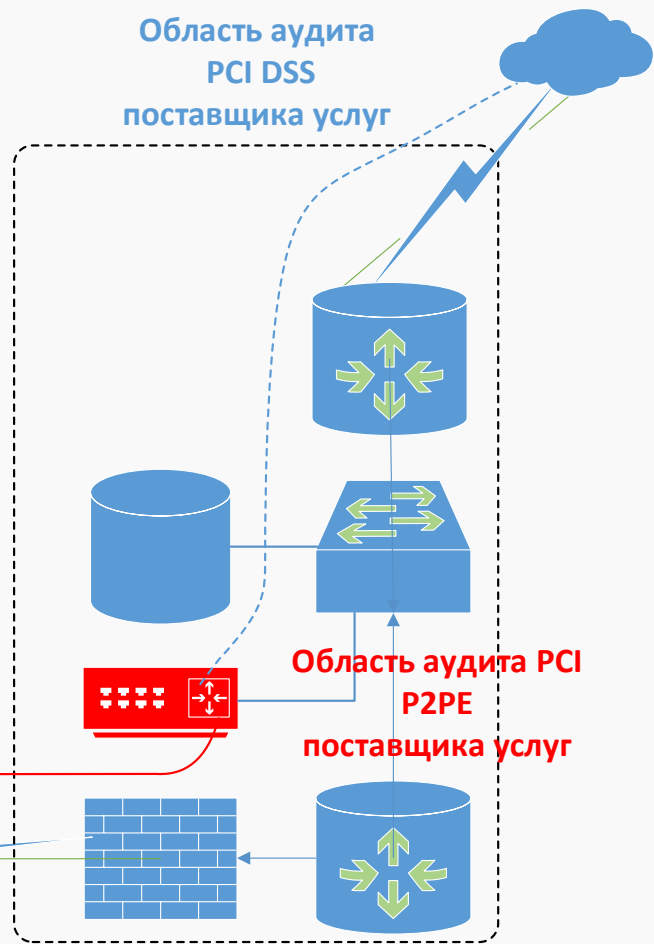 Область аудита
PCI DSS
поставщика услуг
Область аудита PCI
P2PE
поставщика услуг